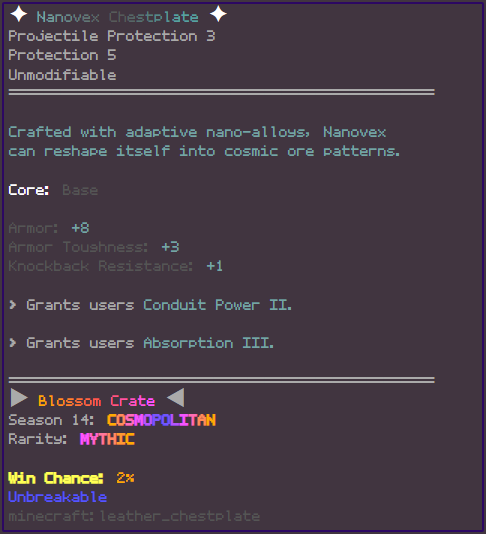 ✦ Nanovex Chestplate ✦
Projectile Protection 3
Protection 5
Unmodifiable
Crafted with adaptive nano-alloys, Nanovex
can reshape itself into cosmic ore patterns.
Core: Base
Armor: +8
Armor Toughness: +3
Knockback Resistance: +1
> Grants users Conduit Power II.
> Grants users Absorption III.
▶ Blossom Crate ◀
Season 14: COSMOPOLITAN
Rarity: MYTHIC
Win Chance: 2%
Unbreakable
minecraft:leather_chestplate